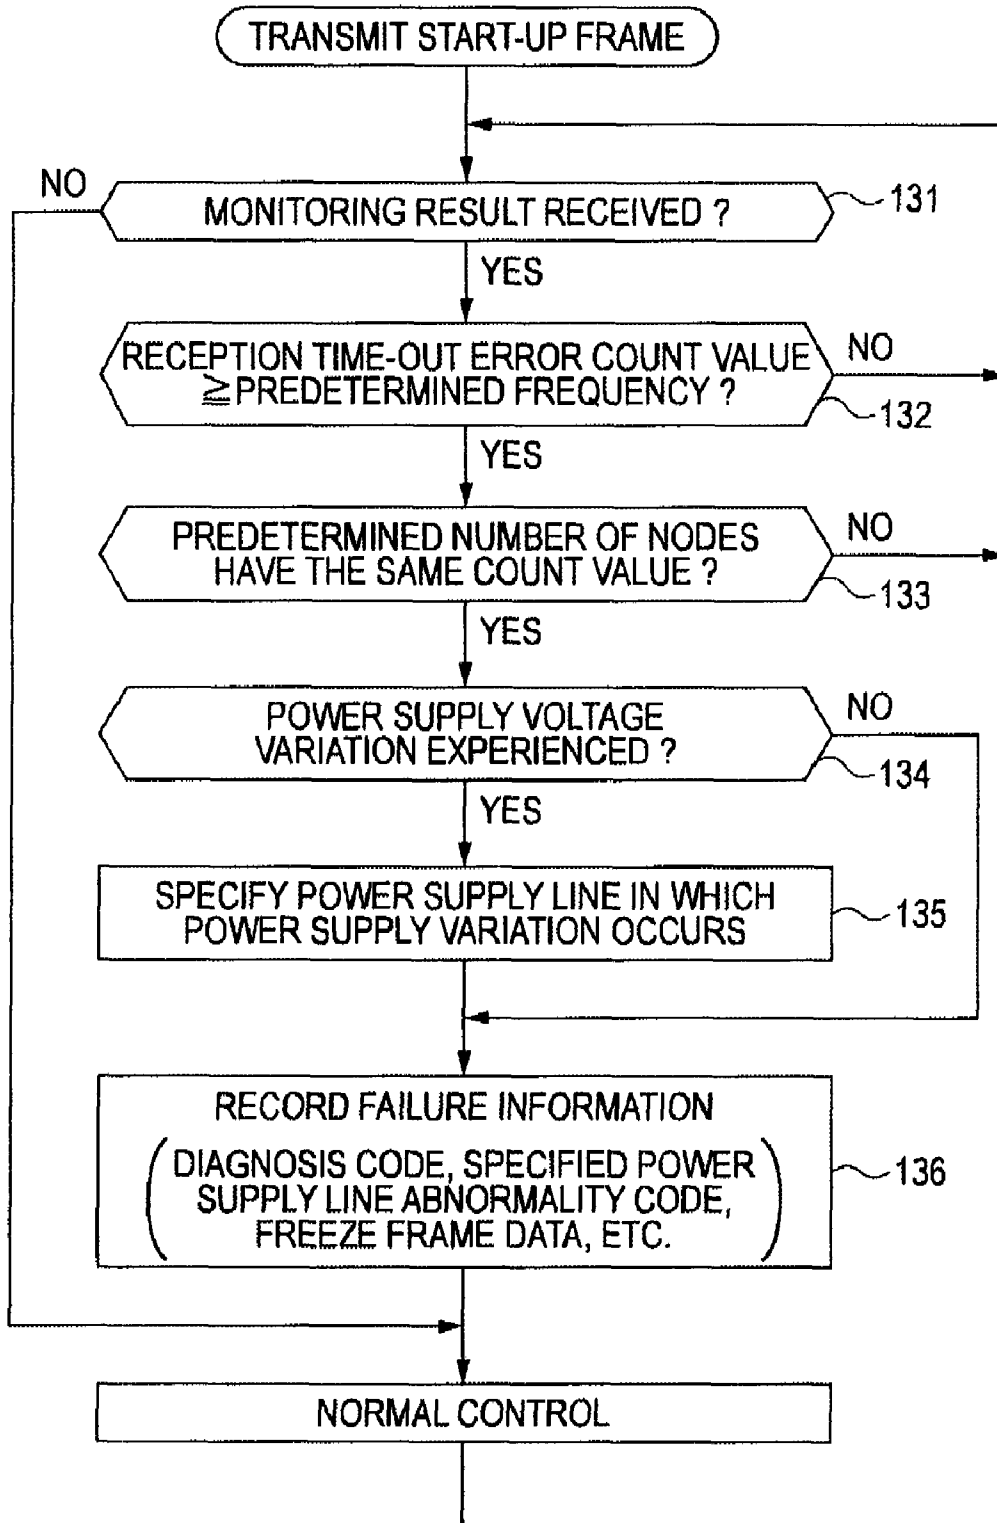 TRANSMIT START-UP FRAME
NO
MONITORING RESULT RECEIVED ?
131
YES
RECEPTION TIME-OUT ERROR COUNT VALUE
≧PREDETERMINED FREQUENCY ?
NO
132
YES
PREDETERMINED NUMBER OF NODES
HAVE THE SAME COUNT VALUE ?
NO
133
YES
POWER SUPPLY VOLTAGE
VARIATION EXPERIENCED ?
NO
134
YES
SPECIFY POWER SUPPLY LINE IN WHICH
POWER SUPPLY VARIATION OCCURS
135
RECORD FAILURE INFORMATION
(DIAGNOSIS CODE, SPECIFIED POWER
SUPPLY LINE ABNORMALITY CODE,
FREEZE FRAME DATA, ETC.)
136
NORMAL CONTROL